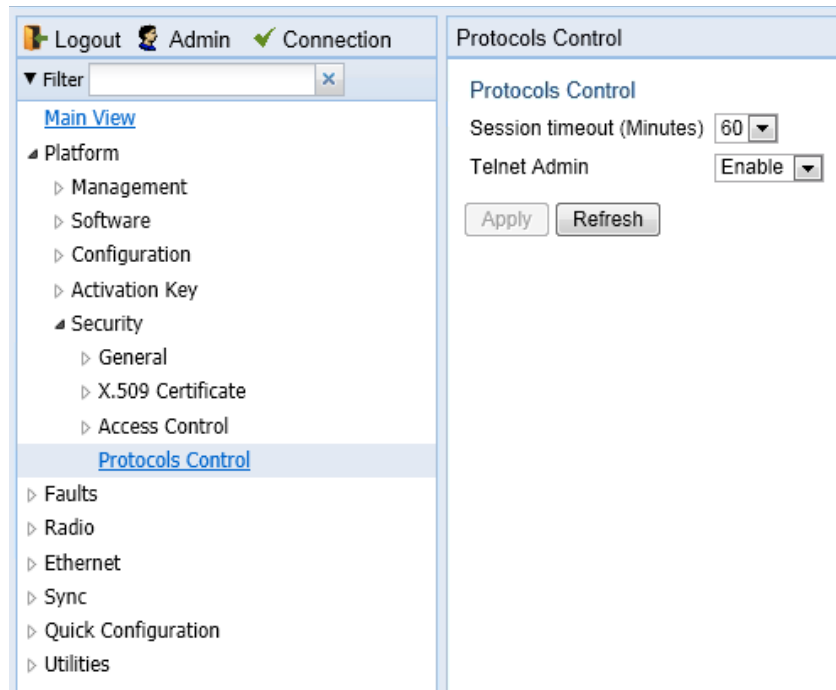 Logout Admin Connection
Filter
Main View
Platform
Management
Software
Configuration
Activation Key
Security
General
X.509 Certificate
Access Control
Protocols Control
Faults
Radio
Ethernet
Sync
Quick Configuration
Utilities
Protocols Control
Protocols Control
Session timeout (Minutes) 60
Telnet Admin Enable
Apply Refresh